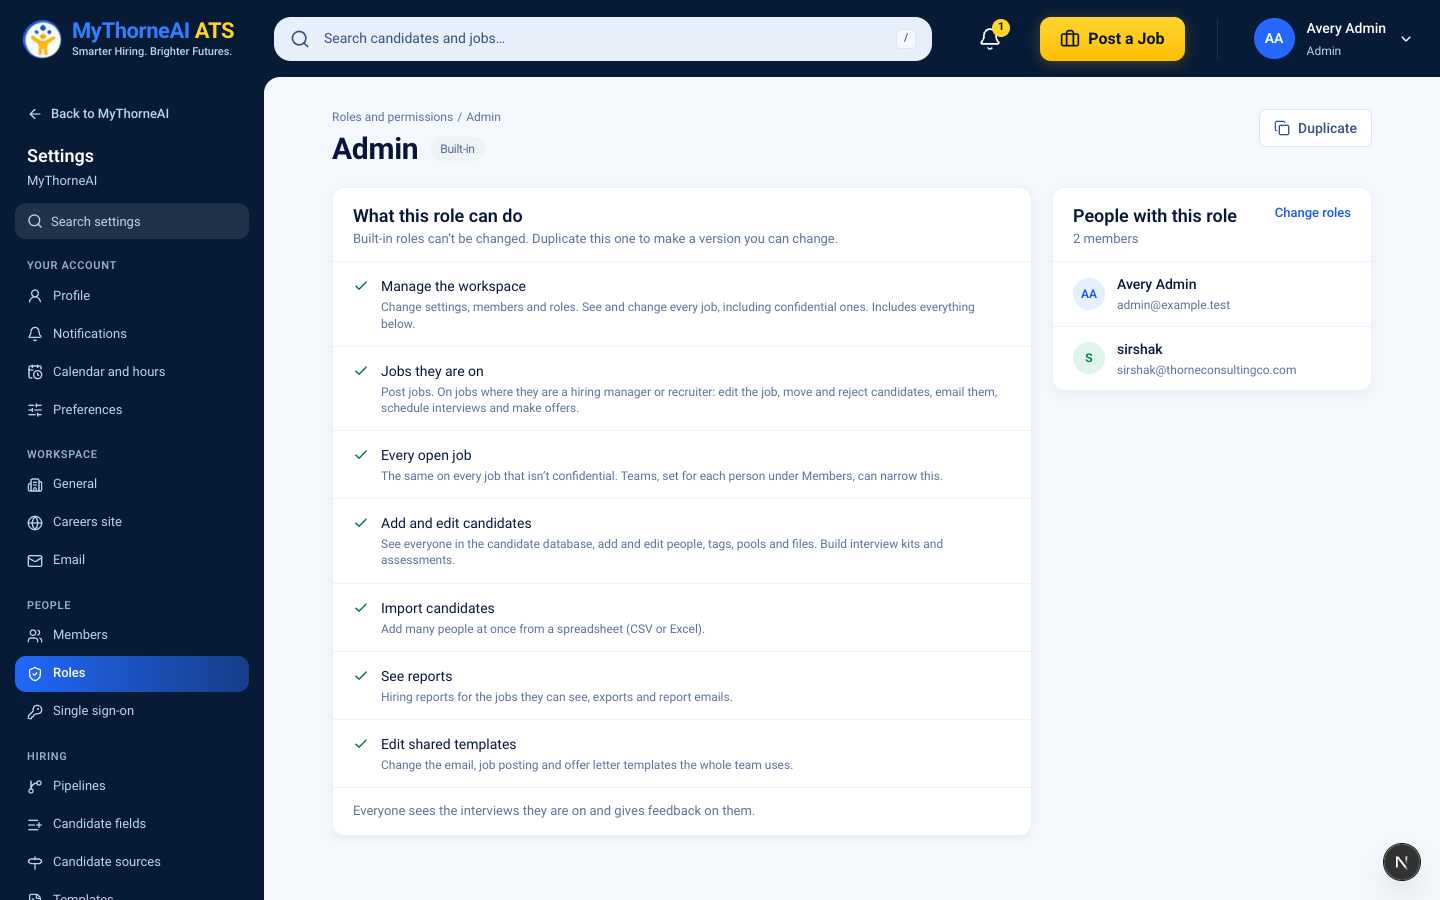 MyThorneAI ATS
Smarter Hiring. Brighter Futures.
Search candidates and jobs...
/
1
Post a Job
AA
Avery Admin
Admin
Back to MyThorneAI
Settings
MyThorneAI
Search settings
YOUR ACCOUNT
Profile
Notifications
Calendar and hours
Preferences
WORKSPACE
General
Careers site
Email
PEOPLE
Members
Roles
Single sign-on
HIRING
Pipelines
Candidate fields
Candidate sources
Templates
Roles and permissions / Admin
Admin
Built-in
Duplicate
What this role can do
Built-in roles can’t be changed. Duplicate this one to make a version you can change.
Manage the workspace
Change settings, members and roles. See and change every job, including confidential ones. Includes everything
below.
Jobs they are on
Post jobs. On jobs where they are a hiring manager or recruiter: edit the job, move and reject candidates, email them,
schedule interviews and make offers.
Every open job
The same on every job that isn’t confidential. Teams, set for each person under Members, can narrow this.
Add and edit candidates
See everyone in the candidate database, add and edit people, tags, pools and files. Build interview kits and
assessments.
Import candidates
Add many people at once from a spreadsheet (CSV or Excel).
See reports
Hiring reports for the jobs they can see, exports and report emails.
Edit shared templates
Change the email, job posting and offer letter templates the whole team uses.
Everyone sees the interviews they are on and gives feedback on them.
People with this role
Change roles
2 members
AA
Avery Admin
admin@example.test
S
sirshak
sirshak@thorneconsultingco.com
N